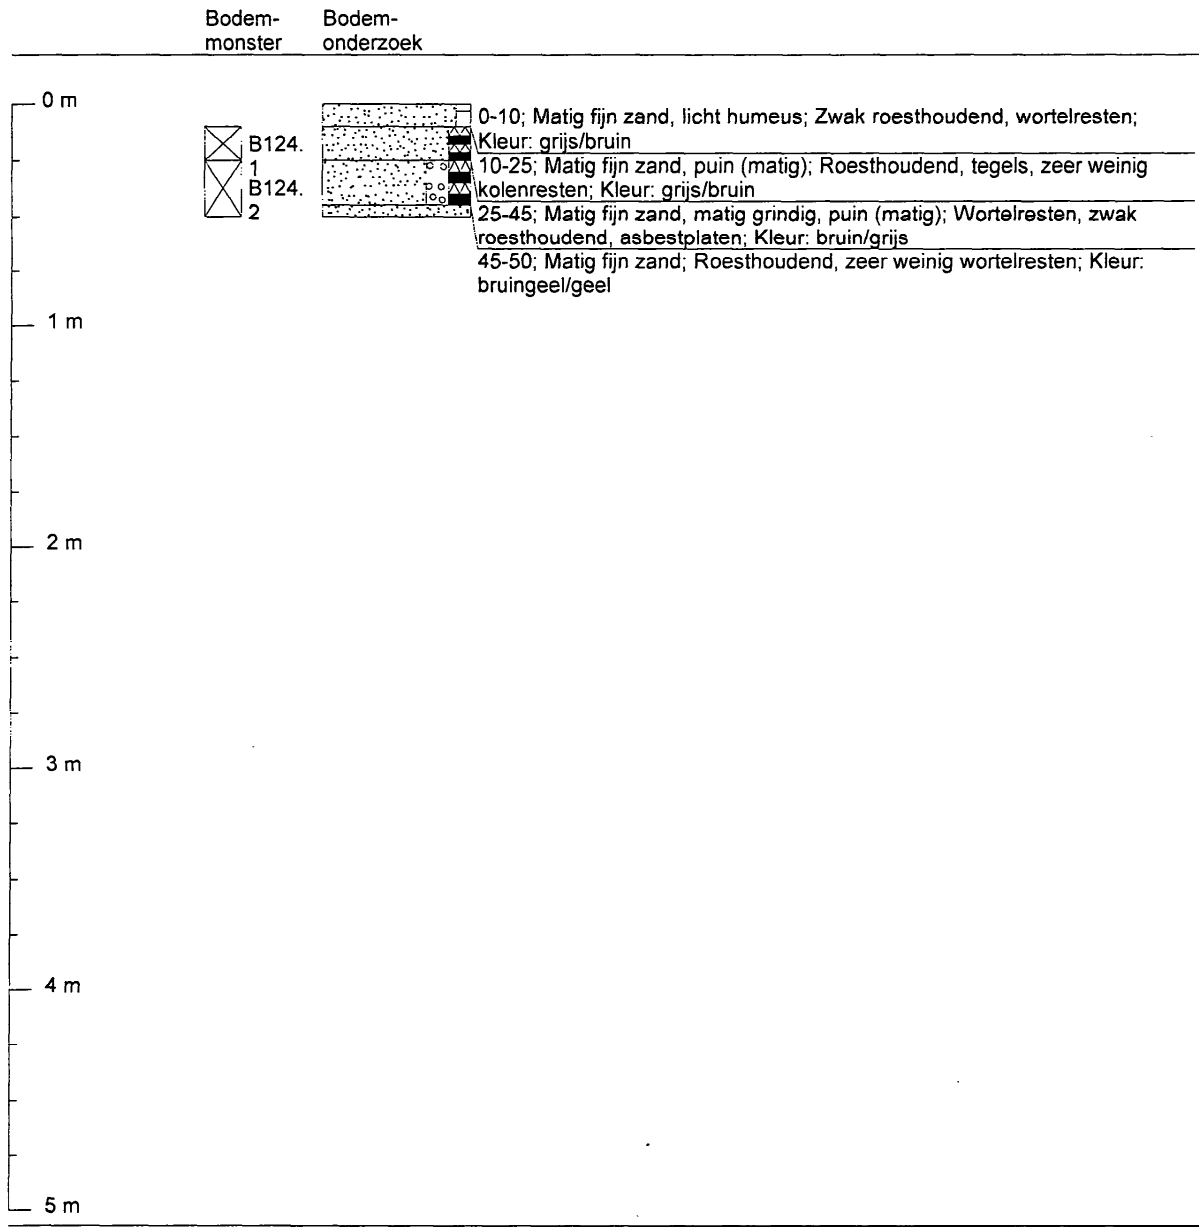 Bodem-
monster
Bodem-
onderzoek
0 m
B124.
1
B124.
2
0-10; Matig fijn zand, licht humeus; Zwak roesthoudend, wortelresten;
Kleur: grijs/bruin
10-25; Matig fijn zand, puin (matig); Roesthoudend, tegels, zeer weinig
kolenresten; Kleur: grijs/bruin
25-45; Matig fijn zand, matig grindig, puin (matig); Wortelresten, zwak
roesthoudend, asbestplaten; Kleur: bruin/grijs
45-50; Matig fijn zand; Roesthoudend, zeer weinig wortelresten; Kleur:
bruingeel/geel
1 m
2 m
3 m
4 m
5 m